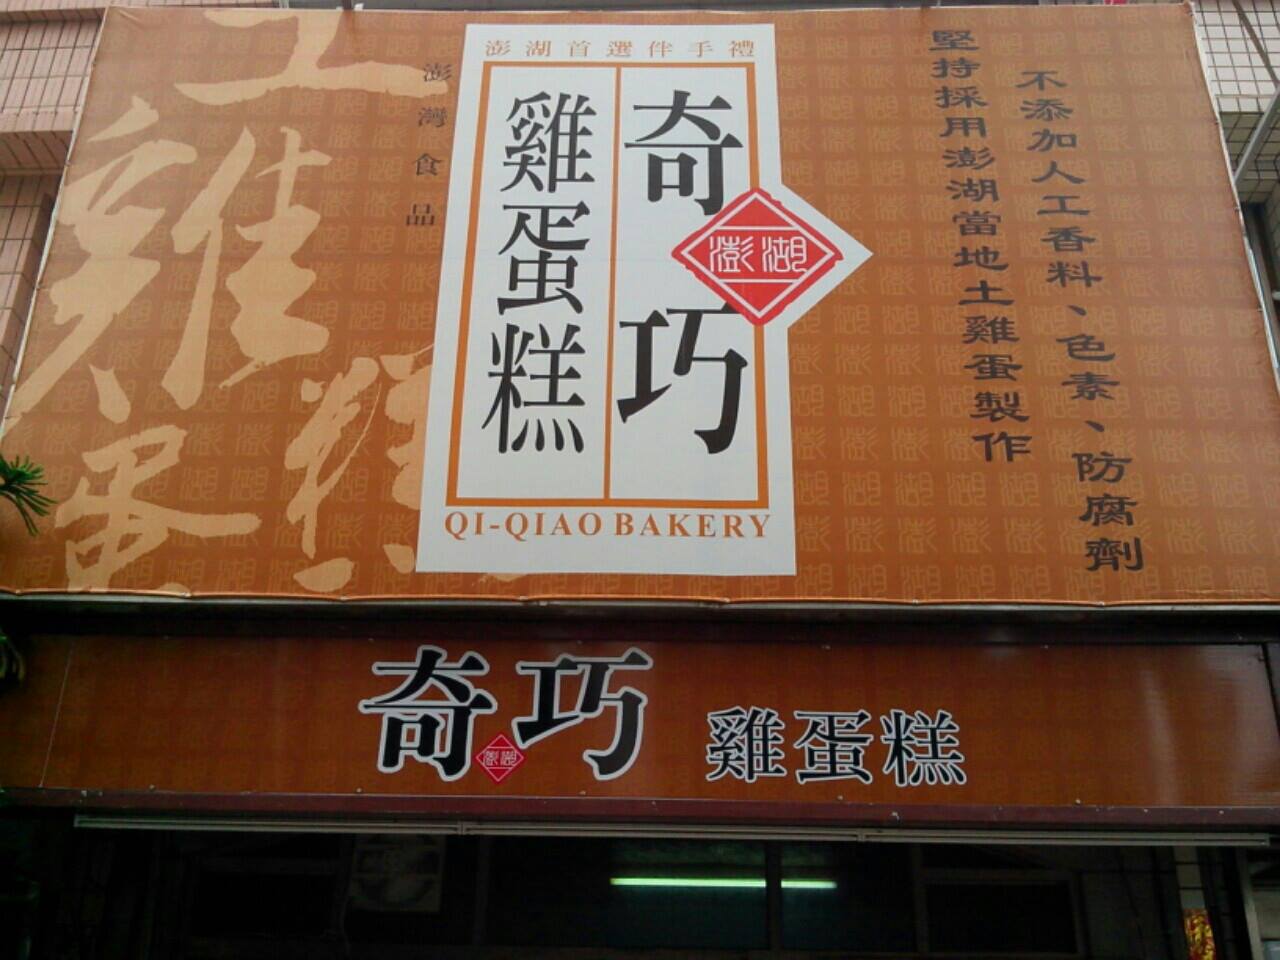 澎湖首選伴手禮
奇巧
雞蛋糕
澎湖
QI-QIAO BAKERY
不添加人工香料、色素、防腐劑
堅持採用澎湖當地土雞蛋製作
澎灣食品
土雞
蛋糕
奇巧 雞蛋糕
澎湖